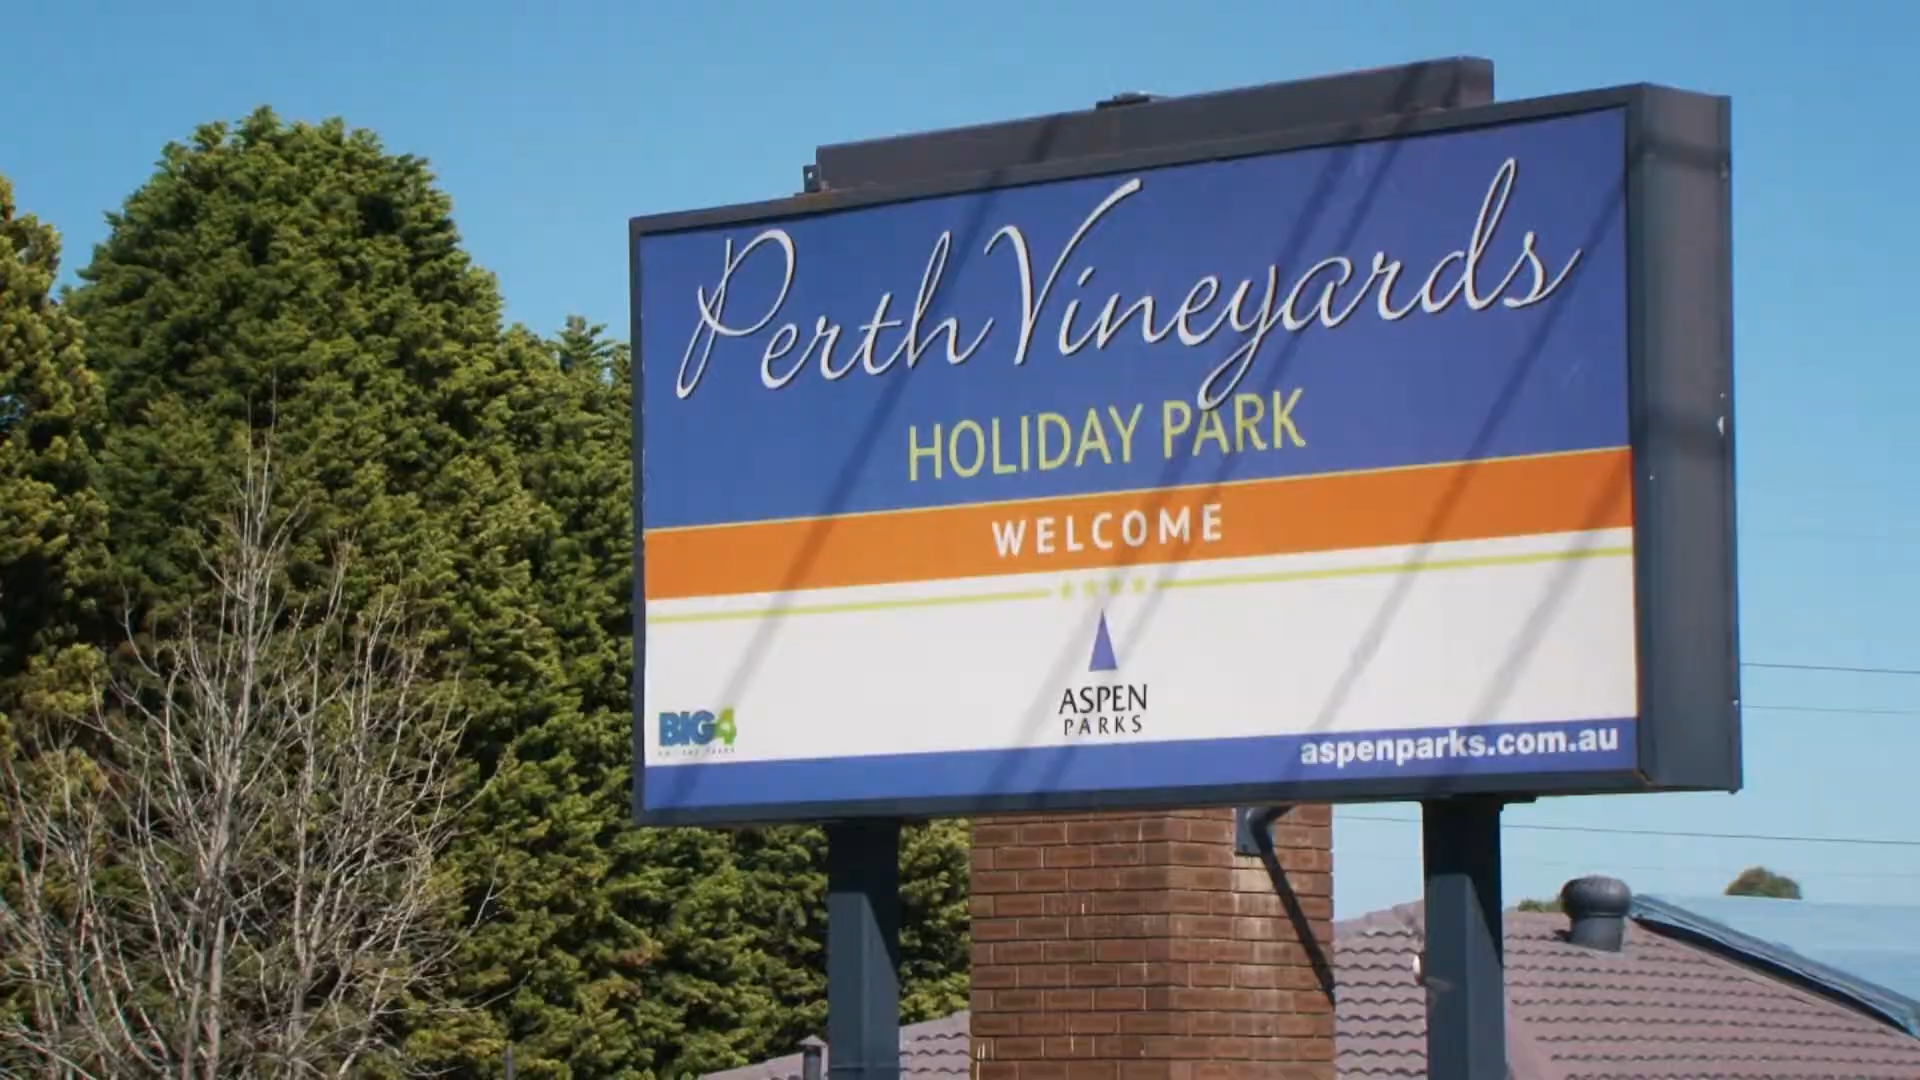 Perth Vineyards
HOLIDAY PARK
WELCOME
ASPEN
PARKS
BIG4
aspenparks.com.au